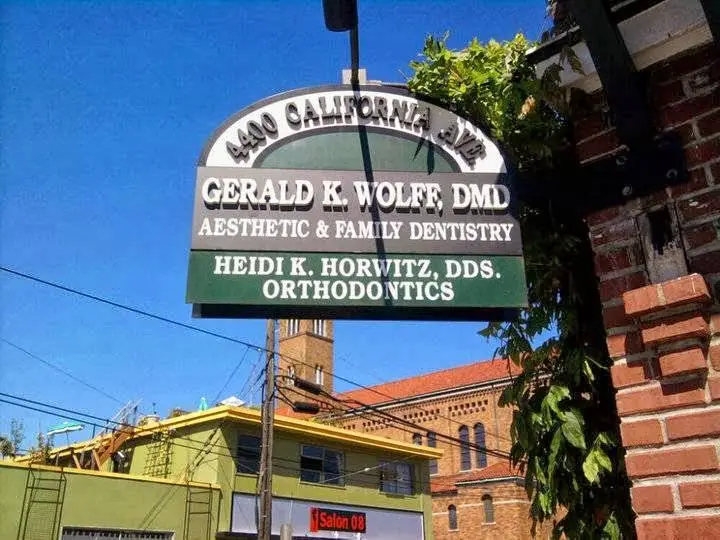 4400 CALIFORNIA AVE.
GERALD K. WOLFF, DMD
AESTHETIC & FAMILY DENTISTRY
HEIDI K. HORWITZ, DDS.
ORTHODONTICS
Salon 08